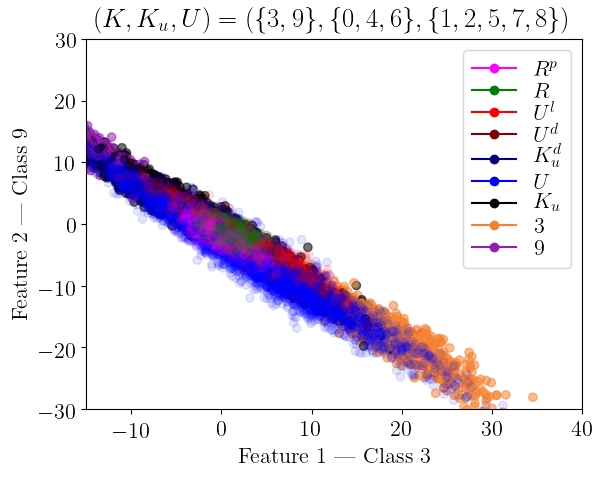 (K, K_u, U) = ({3, 9}, {0, 4, 6}, {1, 2, 5, 7, 8})
30
20
10
0
−10
−20
−30
Feature 2 — Class 9
R^p
R
U^l
U^d
K_u^d
U
K_u
3
9
−10
0
10
20
30
40
Feature 1 — Class 3